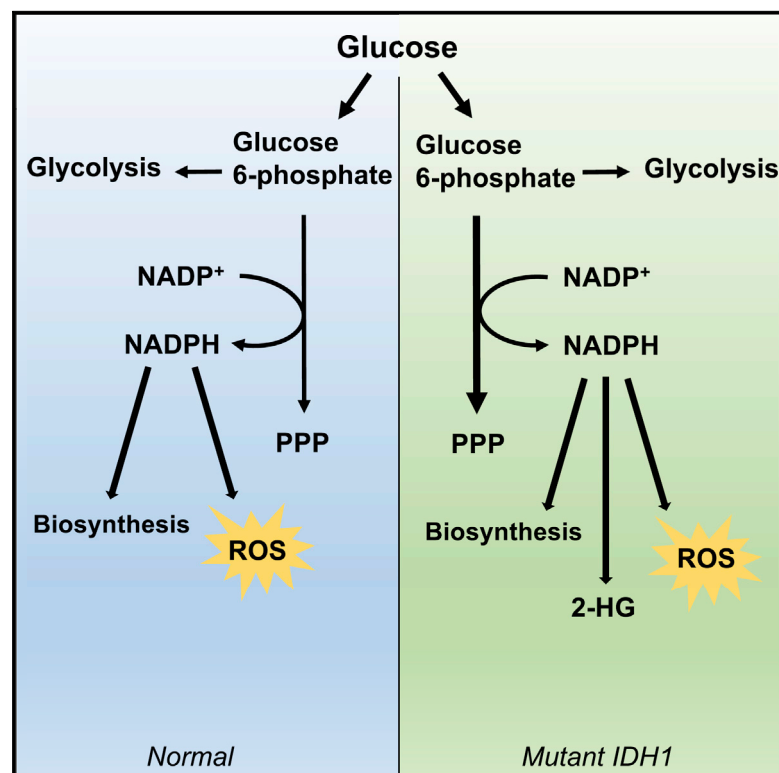 Glucose
Glucose
6-phosphate
Glycolysis
NADP⁺
NADPH
PPP
Biosynthesis
ROS
Normal
Glucose
6-phosphate
Glycolysis
NADP⁺
NADPH
PPP
Biosynthesis
ROS
2-HG
Mutant IDH1